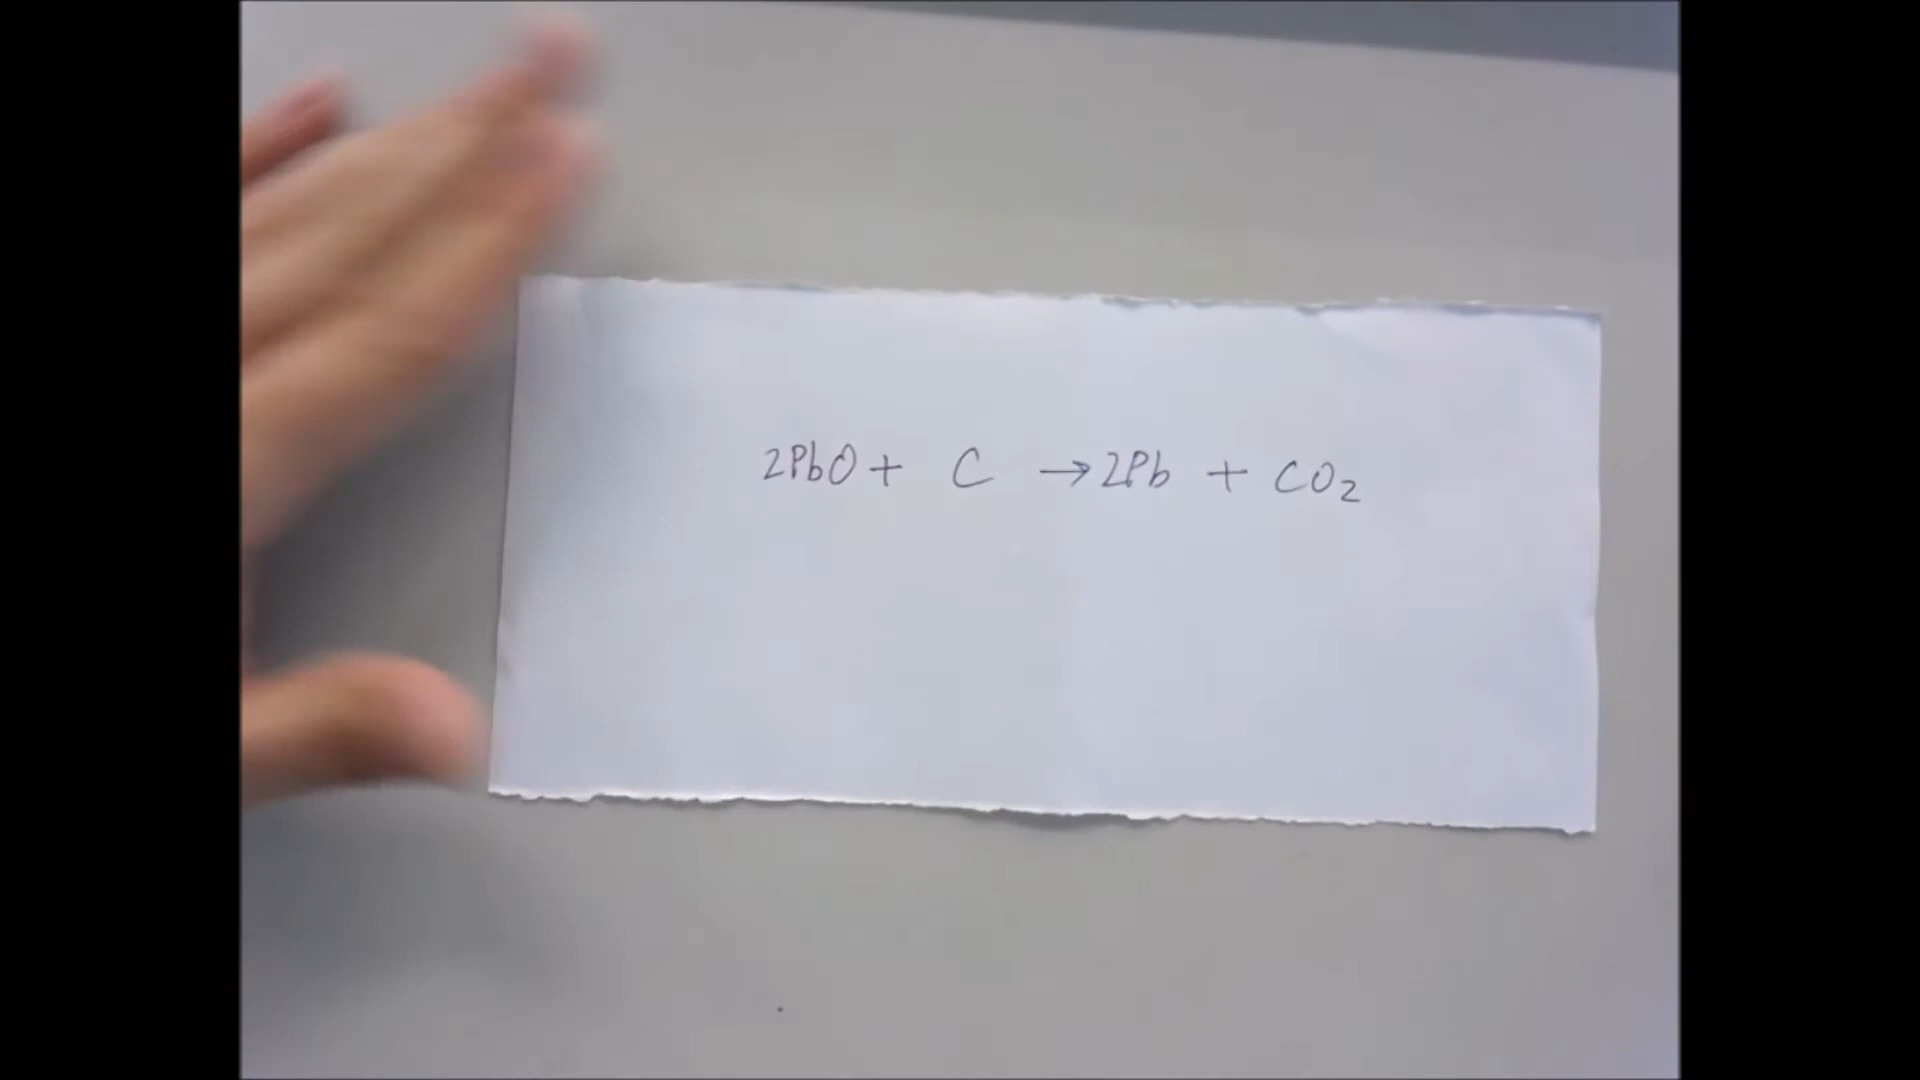 2PbO + C → 2Pb + CO₂